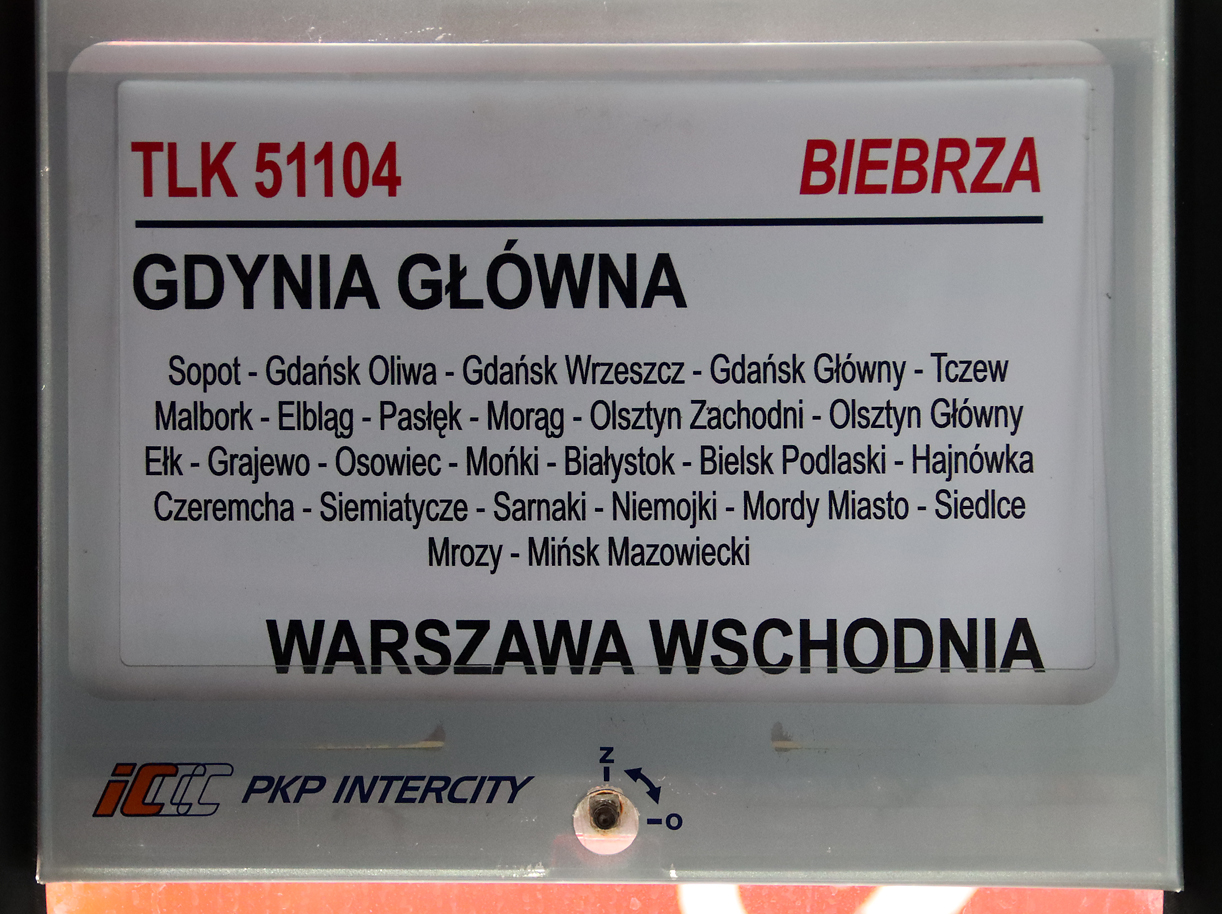 TLK 51104 BIEBRZA
GDYNIA GŁÓWNA
Sopot - Gdańsk Oliwa - Gdańsk Wrzeszcz - Gdańsk Główny - Tczew
Malbork - Elbląg - Pasłęk - Morąg - Olsztyn Zachodni - Olsztyn Główny
Ełk - Grajewo - Osowiec - Mońki - Białystok - Bielsk Podlaski - Hajnówka
Czeremcha - Siemiatycze - Sarnaki - Niemojki - Mordy Miasto - Siedlce
Mrozy - Mińsk Mazowiecki
WARSZAWA WSCHODNIA
Z
iCCC PKP INTERCITY
O